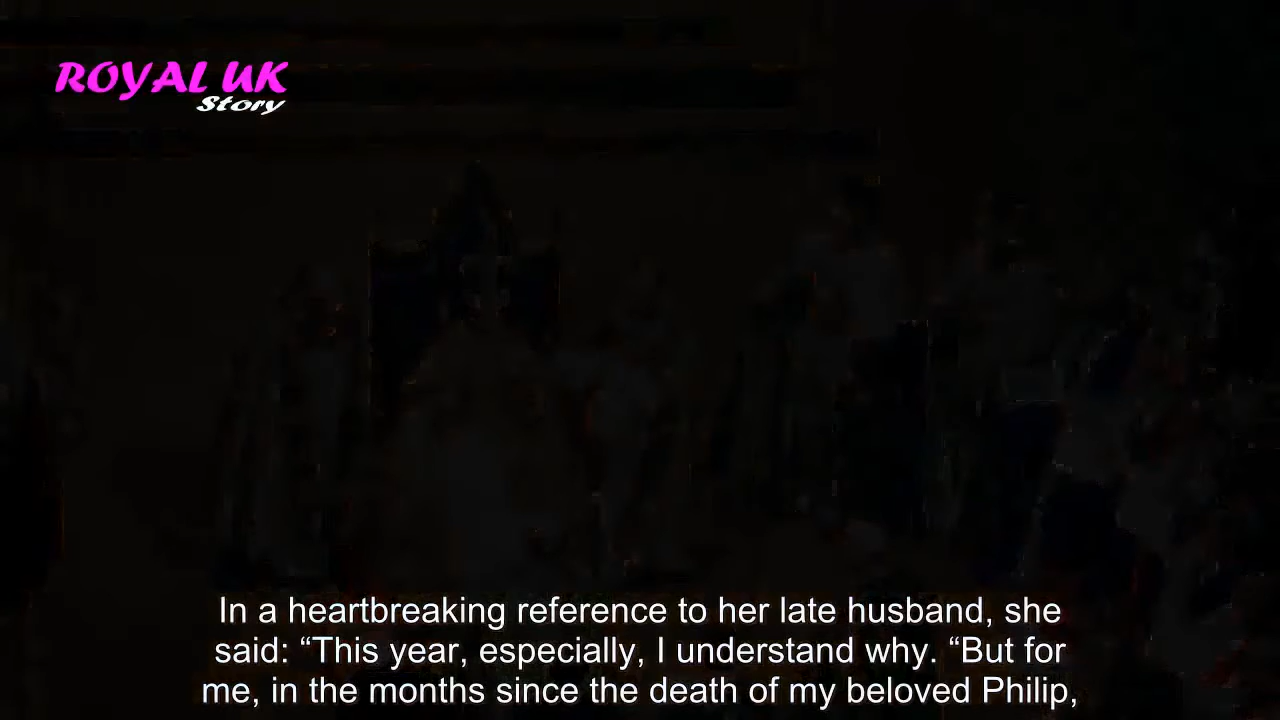 ROYAL UK
Story
In a heartbreaking reference to her late husband, she
said: “This year, especially, I understand why. “But for
me, in the months since the death of my beloved Philip,